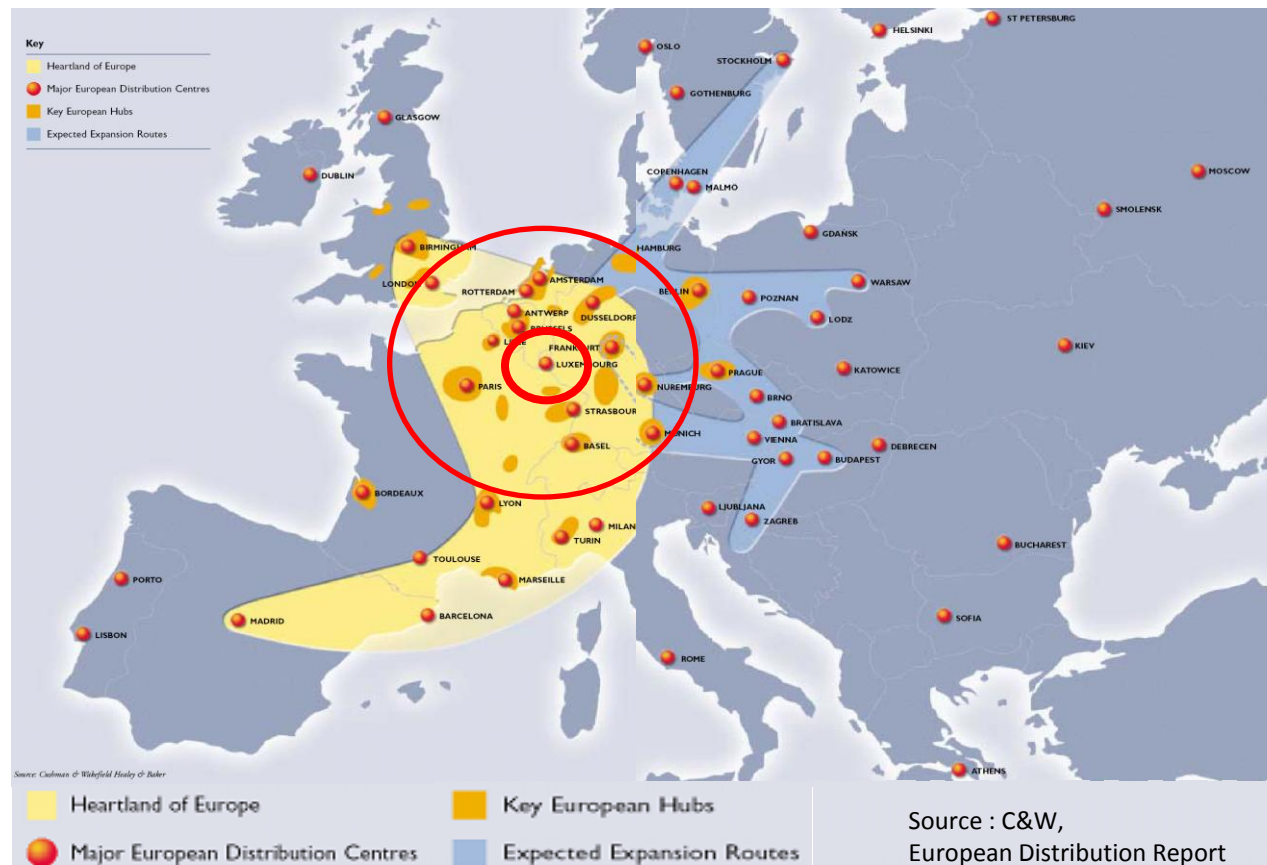 Key
Heartland of Europe
Major European Distribution Centres
Key European Hubs
Expected Expansion Routes
ST PETERSBURG
HELSINKI
OSLO
STOCKHOLM
GOTHENBURG
GLASGOW
MOSCOW
DUBLIN
COPENHAGEN
MALMO
SMOLENSK
GDAŃSK
BIRMINGHAM
HAMBURG
LONDON
AMSTERDAM
ROTTERDAM
BERLIN
WARSAW
POZNAN
ANTWERP
DUSSELDORF
LODZ
BRUSSELS
LILLE
FRANKFURT
KIEV
LUXEMBOURG
PRAGUE
KATOWICE
PARIS
NUREMBURG
BRNO
STRASBOUR
BRATISLAVA
MUNICH
VIENNA
BASEL
DEBRECEN
GYOR
BUDAPEST
BORDEAUX
LYON
LJUBLJANA
ZAGREB
MILAN
TURIN
BUCHAREST
TOULOUSE
PORTO
MARSEILLE
BARCELONA
MADRID
SOFIA
LISBON
ROME
ATHENS
Source: Cushman & Wakefield Healey & Baker
Heartland of Europe
Key European Hubs
Major European Distribution Centres
Expected Expansion Routes
Source : C&W,
European Distribution Report